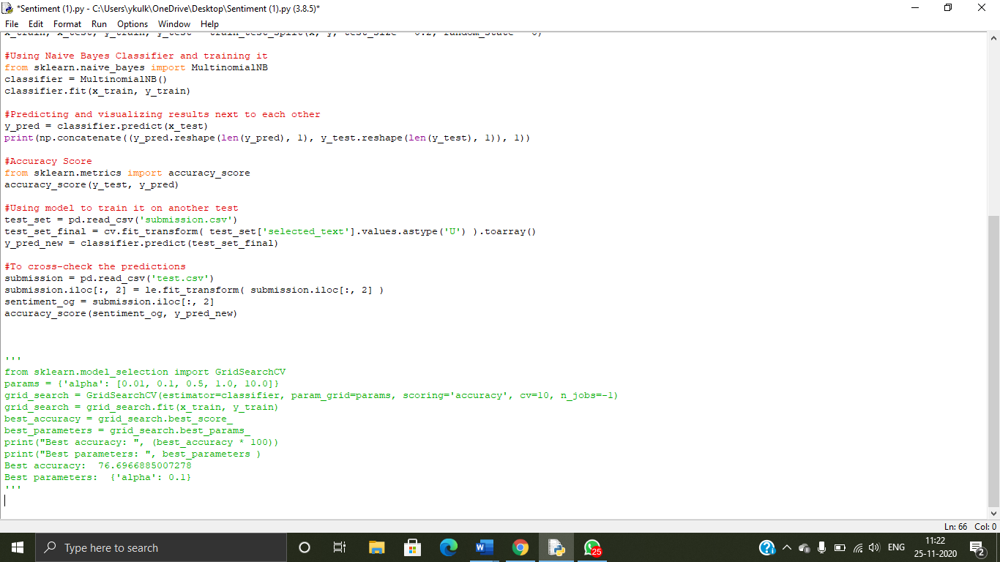 *Sentiment (1).py - C:\Users\ykulk\OneDrive\Desktop\Sentiment (1).py (3.8.5)*
File Edit Format Run Options Window Help
x_train, x_test, y_train, y_test = train_test_split(x, y, test_size = 0.2, random_state = 0)
#Using Naive Bayes Classifier and training it
from sklearn.naive_bayes import MultinomialNB
classifier = MultinomialNB()
classifier.fit(x_train, y_train)
#Predicting and visualizing results next to each other
y_pred = classifier.predict(x_test)
print(np.concatenate((y_pred.reshape(len(y_pred), 1), y_test.reshape(len(y_test), 1)), 1))
#Accuracy Score
from sklearn.metrics import accuracy_score
accuracy_score(y_test, y_pred)
#Using model to train it on another test
test_set = pd.read_csv('submission.csv')
test_set_final = cv.fit_transform( test_set['selected_text'].values.astype('U') ).toarray()
y_pred_new = classifier.predict(test_set_final)
#To cross-check the predictions
submission = pd.read_csv('test.csv')
submission.iloc[:, 2] = le.fit_transform( submission.iloc[:, 2] )
sentiment_og = submission.iloc[:, 2]
accuracy_score(sentiment_og, y_pred_new)
'''
from sklearn.model_selection import GridSearchCV
params = {'alpha': [0.01, 0.1, 0.5, 1.0, 10.0]}
grid_search = GridSearchCV(estimator=classifier, param_grid=params, scoring='accuracy', cv=10, n_jobs=-1)
grid_search = grid_search.fit(x_train, y_train)
best_accuracy = grid_search.best_score_
best_parameters = grid_search.best_params_
print("Best accuracy: ", (best_accuracy * 100))
print("Best parameters: ", best_parameters )
Best accuracy:  76.6966885007278
Best parameters:  {'alpha': 0.1}
'''
Ln: 66 Col: 0
Type here to search
W
25
ENG
11:22
25-11-2020
2